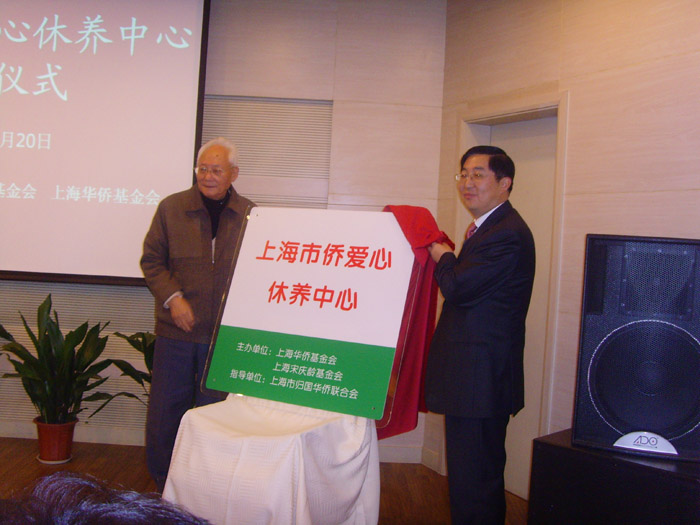 心休养中心
仪式
月20日
基金会 上海华侨基金会
上海市侨爱心
休养中心
主办单位：上海华侨基金会
上海宋庆龄基金会
指导单位：上海市归国华侨联合会
ADO